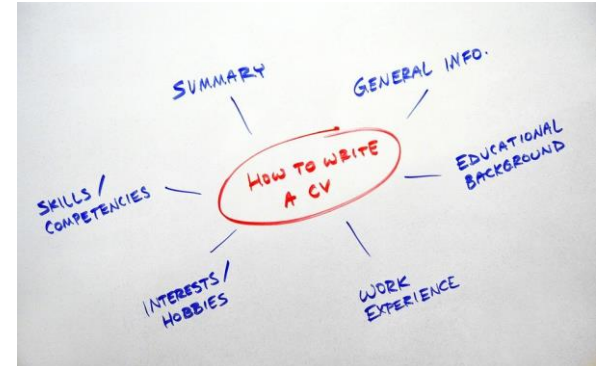 SUMMARY
GENERAL INFO.
HOW TO WRITE
A CV
EDUCATIONAL
BACKGROUND
SKILLS/
COMPETENCIES
INTERESTS/
HOBBIES
WORK
EXPERIENCE